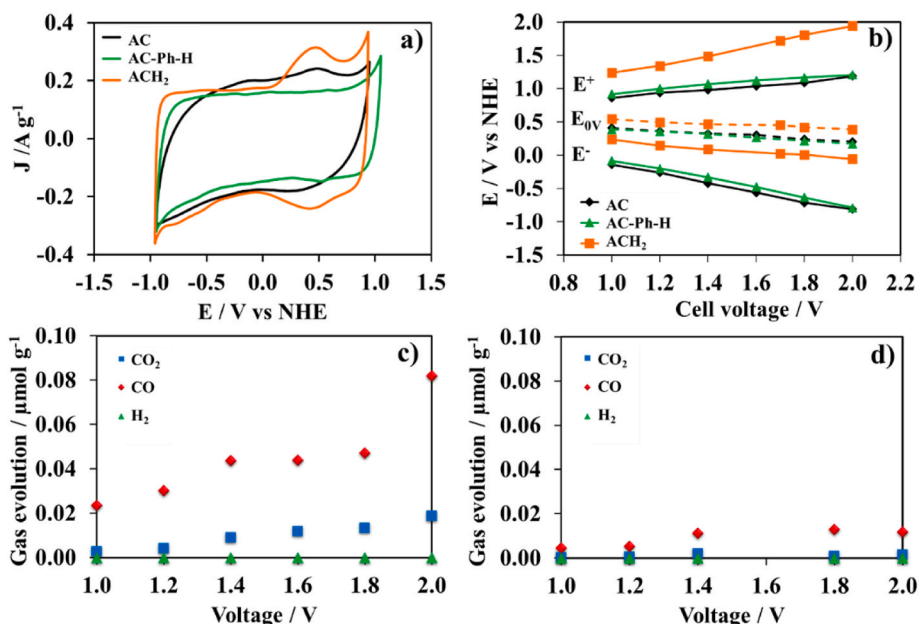 a)
AC
AC-Ph-H
ACH₂
0.4
0.2
0.0
-0.2
-0.4
J /A g⁻¹
-1.5 -1.0 -0.5 0.0 0.5 1.0 1.5
E / V vs NHE
b)
2.0
1.5
1.0
0.5
0.0
-0.5
-1.0
-1.5
E / V vs NHE
E⁺
E₀V
E⁻
AC
AC-Ph-H
ACH₂
0.8 1.0 1.2 1.4 1.6 1.8 2.0 2.2
Cell voltage / V
c)
CO₂
CO
H₂
0.10
0.08
0.06
0.04
0.02
0.00
Gas evolution / µmol g⁻¹
1.0 1.2 1.4 1.6 1.8 2.0
Voltage / V
d)
CO₂
CO
H₂
0.10
0.08
0.06
0.04
0.02
0.00
Gas evolution / µmol g⁻¹
1.0 1.2 1.4 1.6 1.8 2.0
Voltage / V